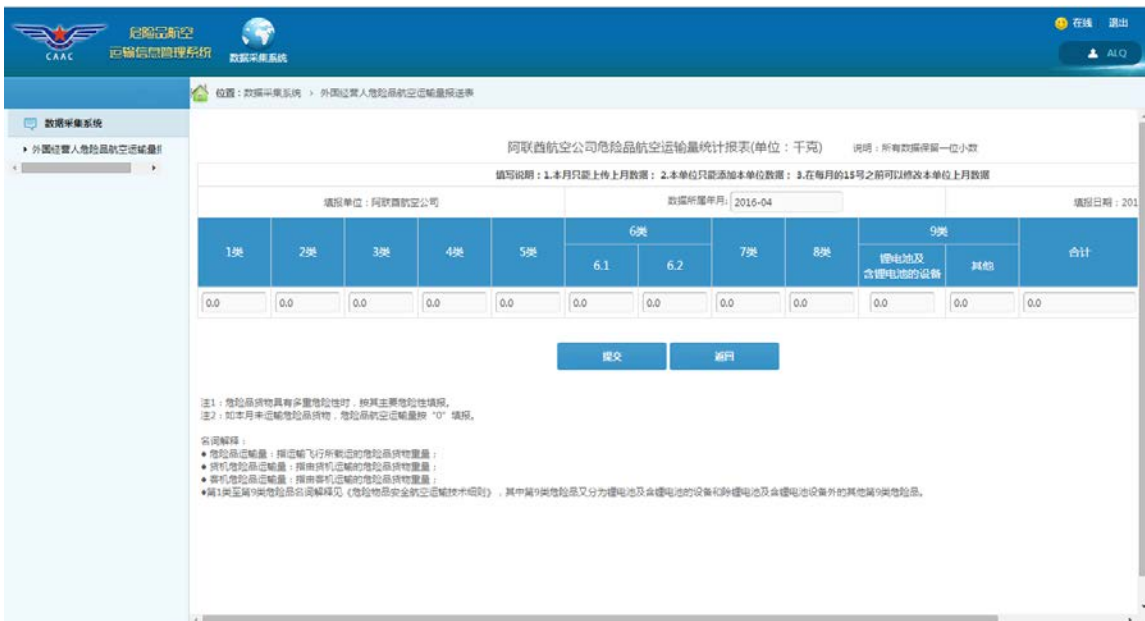 危险品航空
运输信息管理系统
CAAC
数据采集系统
在线 退出
ALQ
位置：数据采集系统 › 外国经营人危险品航空运输量报送表
数据采集系统
外国经营人危险品航空运输量报
阿联酋航空公司危险品航空运输量统计报表(单位：千克) 说明：所有数据保留一位小数
填写说明：1.本月只能上传上月数据； 2.本单位只能添加本单位数据； 3.在每月的15号之前可以修改本单位上月数据
填报单位：阿联酋航空公司 数据所属年月: 2016-04 填报日期：201
1类 2类 3类 4类 5类 6类 7类 8类 9类 合计
6.1 6.2 锂电池及 其他
含锂电池的设备
0.0 0.0 0.0 0.0 0.0 0.0 0.0 0.0 0.0 0.0 0.0 0.0
提交 返回
注1：危险品货物具有多重危险性时，按其主要危险性填报。
注2：如本月未运输危险品货物，危险品航空运输量按“0”填报。
名词解释：
● 危险品运输量：指运输飞行所载运的危险品货物重量；
● 货机危险品运输量：指由货机运输的危险品货物重量；
● 客机危险品运输量：指由客机运输的危险品货物重量；
●第1类至第9类危险品名词解释见《危险物品安全航空运输技术细则》，其中第9类危险品又分为锂电池及含锂电池的设备和除锂电池及含锂电池设备外的其他第9类危险品。